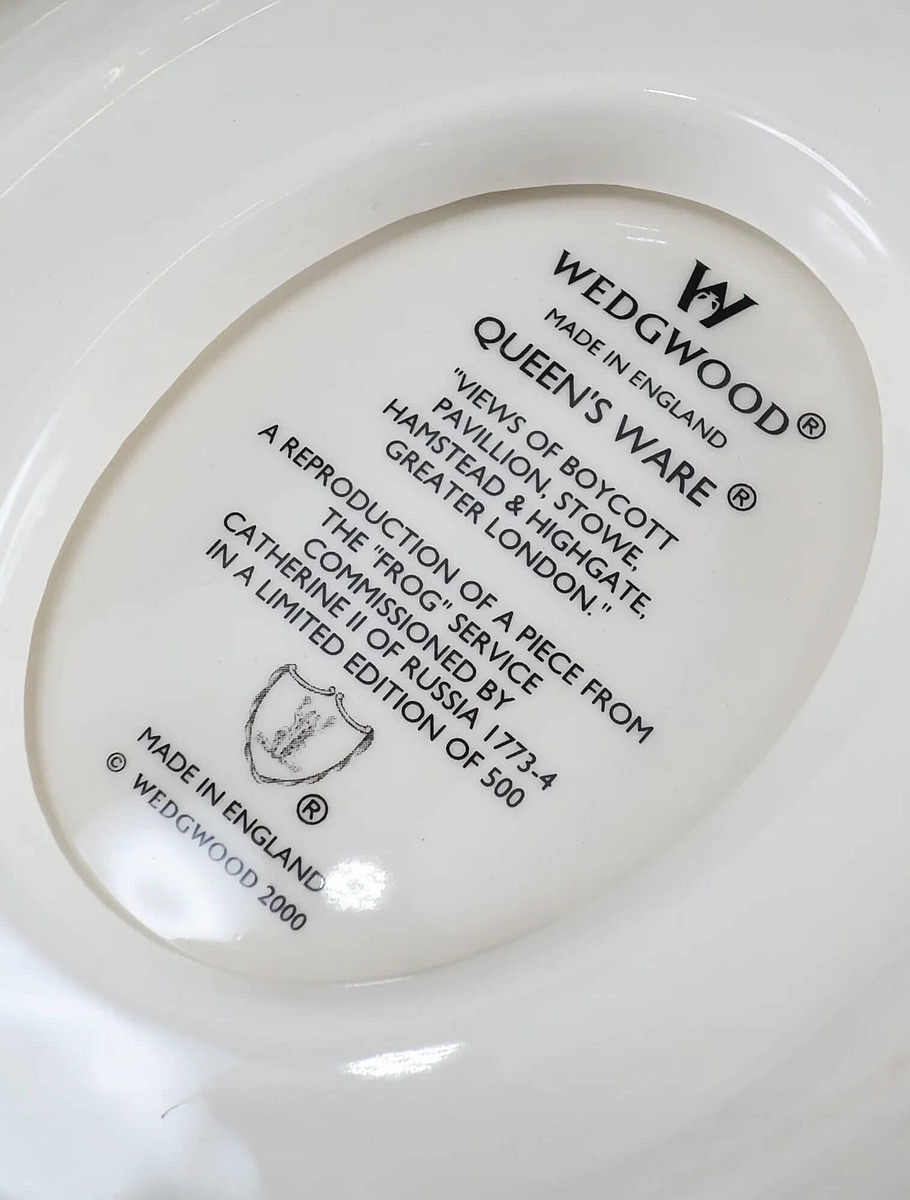 W
WEDGWOOD®
MADE IN ENGLAND
QUEEN'S WARE ®
"VIEWS OF BOYCOTT
PAVILLION, STOWE,
HAMSTEAD & HIGHGATE,
GREATER LONDON."
A REPRODUCTION OF A PIECE FROM
THE "FROG" SERVICE
COMMISSIONED BY
CATHERINE II OF RUSSIA 1773-4
IN A LIMITED EDITION OF 500
®
MADE IN ENGLAND
© WEDGWOOD 2000